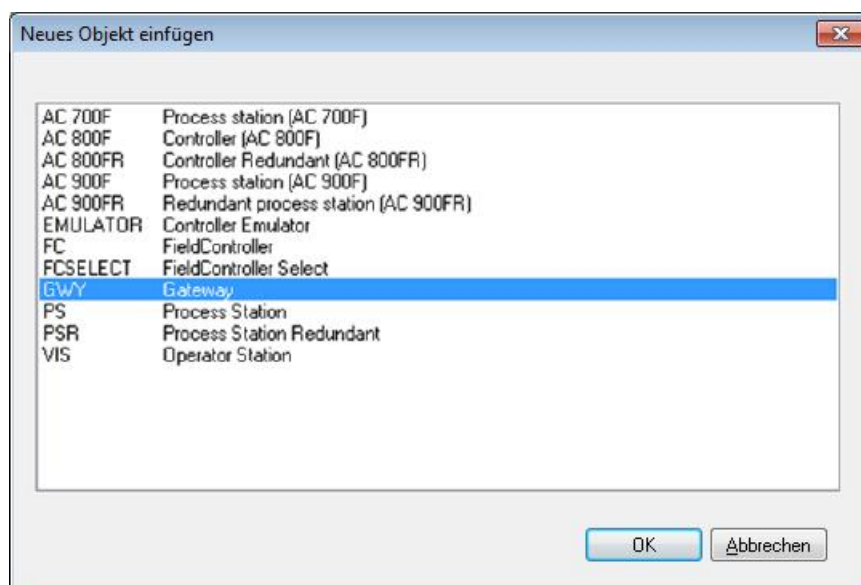 Neues Objekt einfügen
AC 700F Process station (AC 700F)
AC 800F Controller (AC 800F)
AC 800FR Controller Redundant (AC 800FR)
AC 900F Process station (AC 900F)
AC 900FR Redundant process station (AC 900FR)
EMULATOR Controller Emulator
FC FieldController
FCSELECT FieldController Select
GWY Gateway
PS Process Station
PSR Process Station Redundant
VIS Operator Station
OK Abbrechen